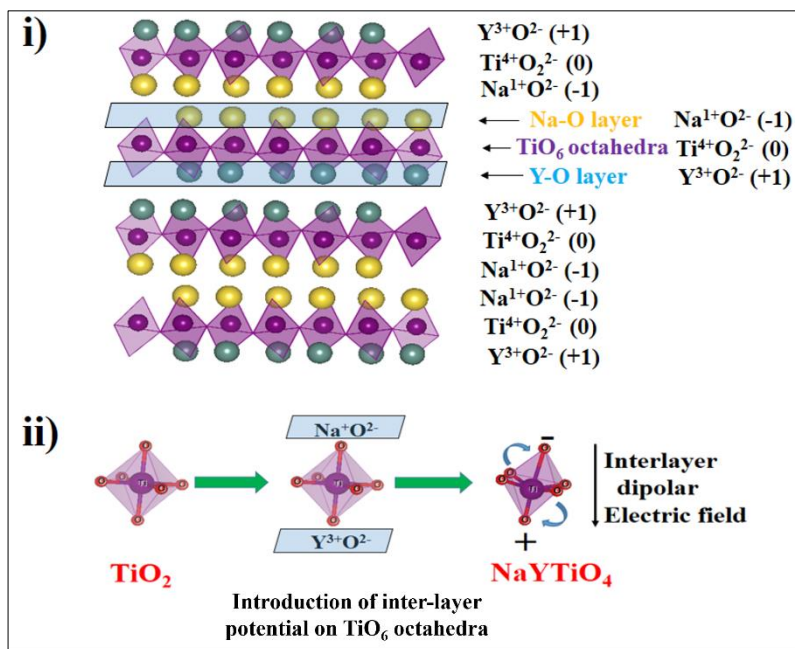 i)
Y³⁺O²⁻ (+1)
Ti⁴⁺O₂²⁻ (0)
Na¹⁺O²⁻ (-1)
Na-O layer Na¹⁺O²⁻ (-1)
TiO₆ octahedra Ti⁴⁺O₂²⁻ (0)
Y-O layer Y³⁺O²⁻ (+1)
Y³⁺O²⁻ (+1)
Ti⁴⁺O₂²⁻ (0)
Na¹⁺O²⁻ (-1)
Na¹⁺O²⁻ (-1)
Ti⁴⁺O₂²⁻ (0)
Y³⁺O²⁻ (+1)
ii)
Na⁺O²⁻
Ti
Ti
Ti
Y³⁺O²⁻
-
+
Interlayer
dipolar
Electric field
TiO₂
NaYTiO₄
Introduction of inter-layer
potential on TiO₆ octahedra